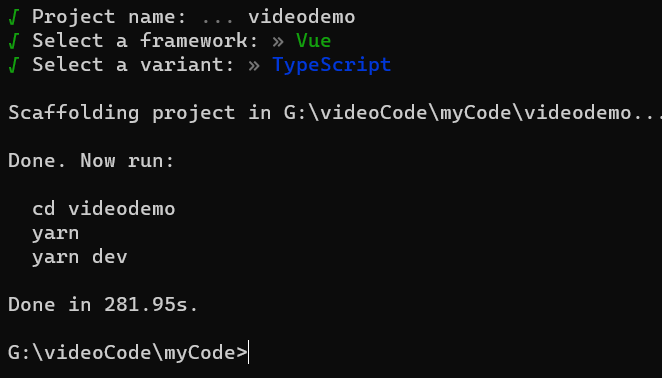 √ Project name: ... videodemo
√ Select a framework: » Vue
√ Select a variant: » TypeScript
Scaffolding project in G:\videoCode\myCode\videodemo...
Done. Now run:
cd videodemo
yarn
yarn dev
Done in 281.95s.
G:\videoCode\myCode>